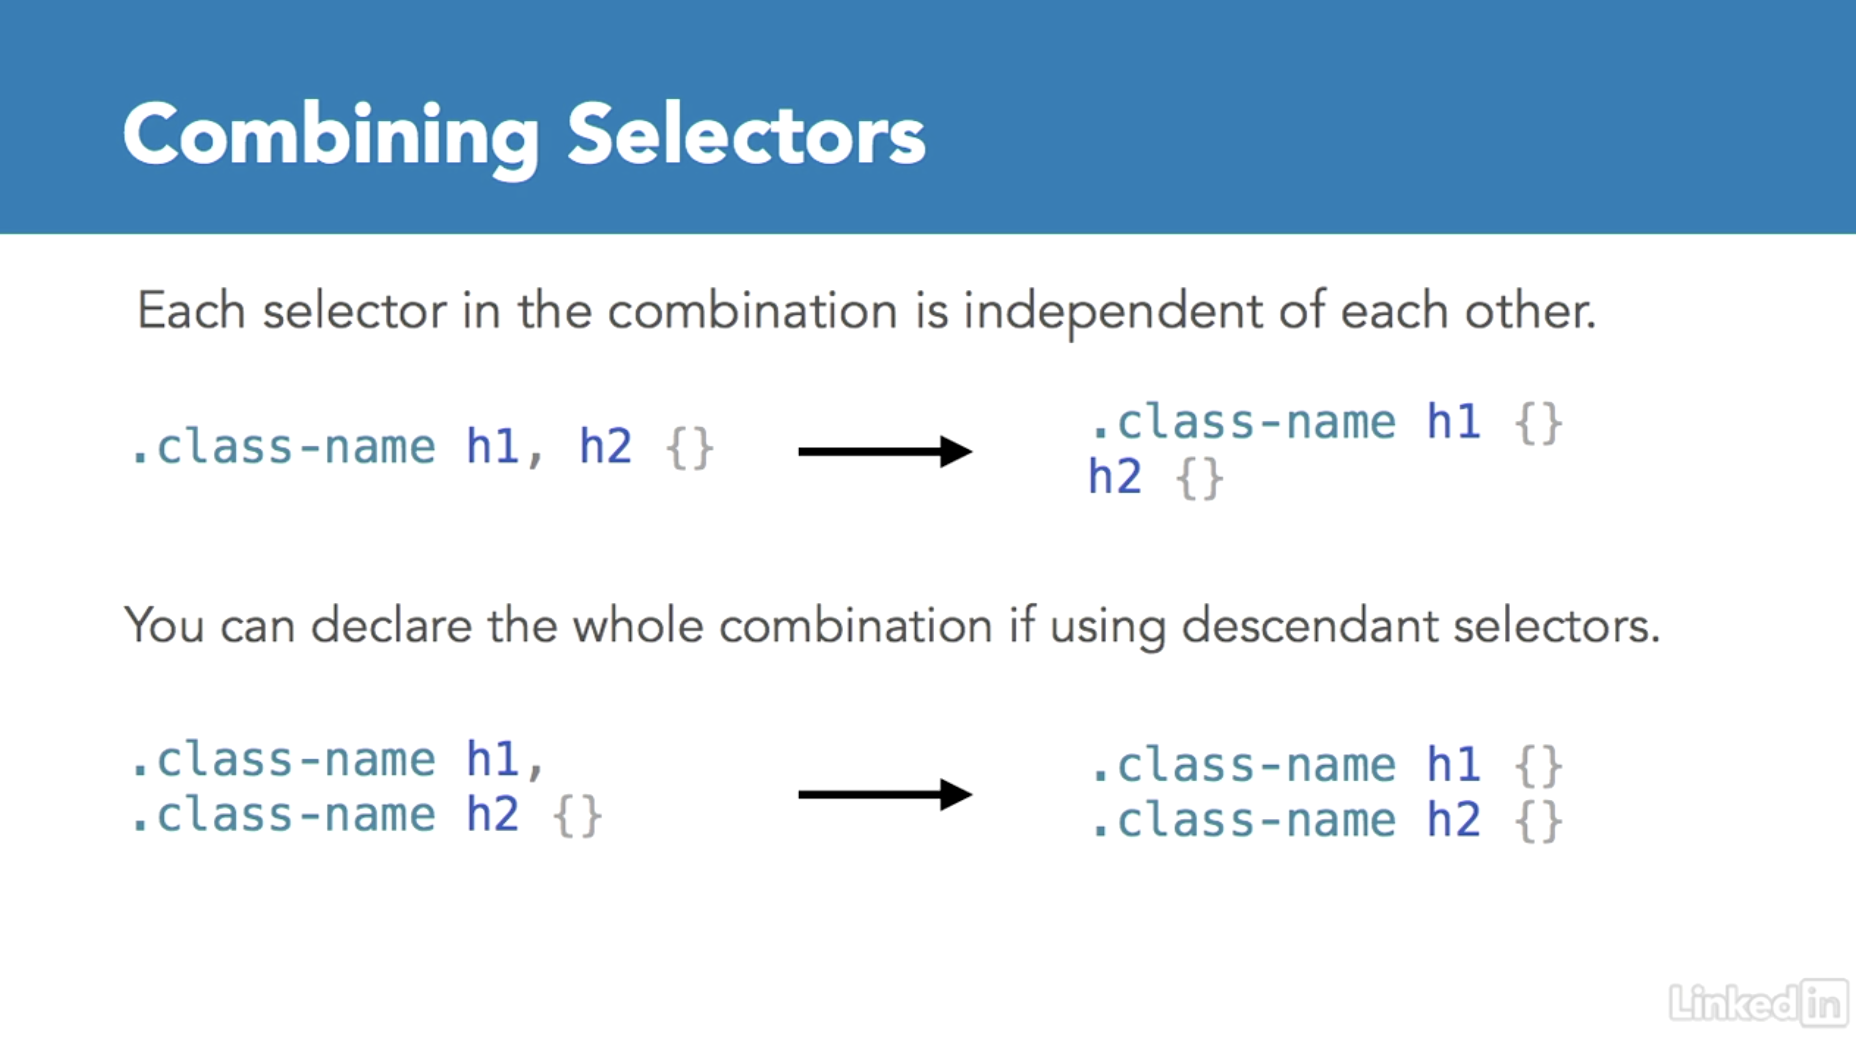 Combining Selectors
Each selector in the combination is independent of each other.
.class-name h1, h2 {}
.class-name h1 {}
h2 {}
You can declare the whole combination if using descendant selectors.
.class-name h1,
.class-name h2 {}
.class-name h1 {}
.class-name h2 {}
Linked in